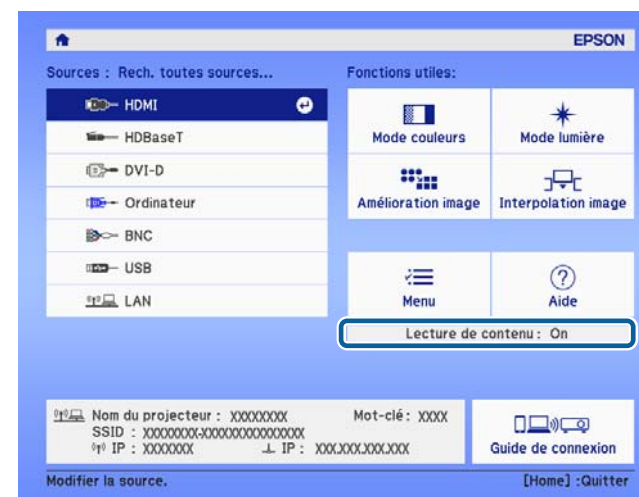 EPSON
Sources : Rech. toutes sources...
Fonctions utiles:
HDMI
HDBaseT
DVI-D
Ordinateur
BNC
USB
LAN
Mode couleurs
Mode lumière
Amélioration image
Interpolation image
Menu
Aide
Lecture de contenu : On
Nom du projecteur : XXXXXXXX
Mot-clé : XXXX
SSID : XXXXXXXX-XXXXXXXXXXXXXXX
IP : XXXXXXX
IP : XXX.XXX.XXX.XXX
Guide de connexion
Modifier la source.
[Home] :Quitter